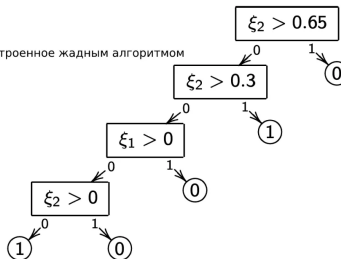 ξ₂ > 0.65
0 1
троенное жадным алгоритмом
0
ξ₂ > 0.3
0 1
1
ξ₁ > 0
0 1
0
ξ₂ > 0
0 1
1 0